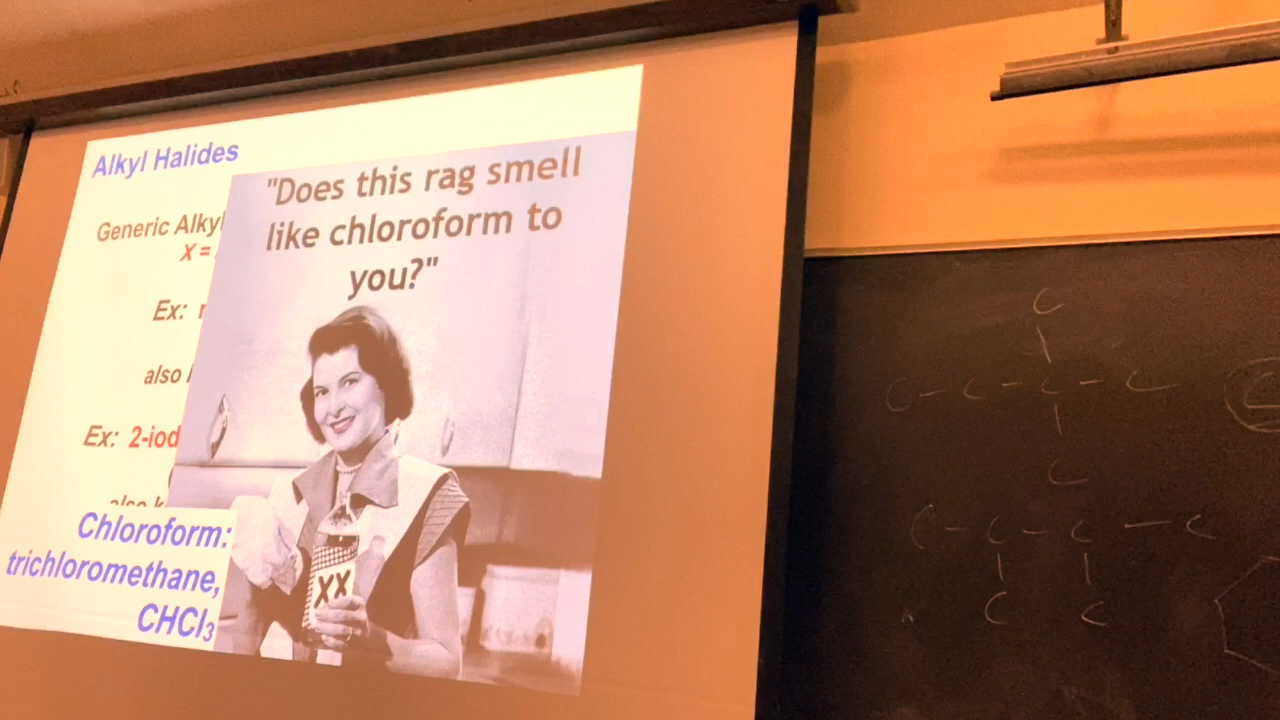 Alkyl Halides
Generic Alkyl
X =
Ex:
also
Ex: 2-iod
also k
"Does this rag smell
like chloroform to
you?"
XX
Chloroform:
trichloromethane,
CHCl₃
C
C - C - C - C
C
C - C - C - C
C C